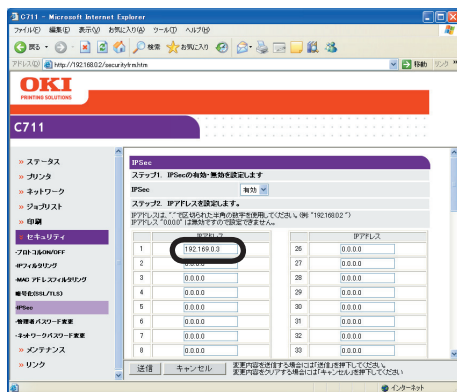 C711 - Microsoft Internet Explorer
ファイル(F) 編集(E) 表示(V) お気に入り(A) ツール(T) ヘルプ(H)
戻る 検索 お気に入り
アドレス(D) http://192.168.0.2/securityfrm.htm 移動 リンク »
OKI
PRINTING SOLUTIONS
C711
» ステータス
» プリンタ
» ネットワーク
» ジョブリスト
» 印刷
セキュリティ
-プロトコルON/OFF
-IPフィルタリング
-MAC アドレスフィルタリング
暗号化(SSL/TLS)
-IPSec
-管理者パスワード変更
-ネットワークパスワード変更
» メンテナンス
» リンク
IPSec
ステップ1. IPSecの有効・無効を設定します
IPSec 有効
ステップ2. IPアドレスを設定します。
IPアドレスは、"."で区切られた半角の数字を使用してください。(例 "192.168.0.2")
IPアドレス "0.0.0.0" は無効ですので設定できません。
IPアドレス IPアドレス
1 192.169.0.3 26 0.0.0.0
2 0.0.0.0 27 0.0.0.0
3 0.0.0.0 28 0.0.0.0
4 0.0.0.0 29 0.0.0.0
5 0.0.0.0 30 0.0.0.0
6 0.0.0.0 31 0.0.0.0
7 0.0.0.0 32 0.0.0.0
8 0.0.0.0 33 0.0.0.0
送信 キャンセル 変更内容を送信する場合には「送信」を押下してください。
変更内容をクリアする場合には「キャンセル」を押下してください
インターネット